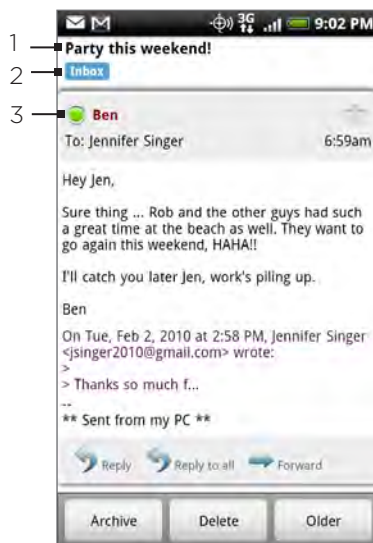 3G 9:02 PM
1 Party this weekend!
2 Inbox
3 Ben
To: Jennifer Singer 6:59am
Hey Jen,
Sure thing ... Rob and the other guys had such
a great time at the beach as well. They want to
go again this weekend, HAHA!!
I'll catch you later Jen, work's piling up.
Ben
On Tue, Feb 2, 2010 at 2:58 PM, Jennifer Singer
<jsinger2010@gmail.com> wrote:
>
> Thanks so much f...
--
** Sent from my PC **
Reply Reply to all Forward
Archive Delete Older